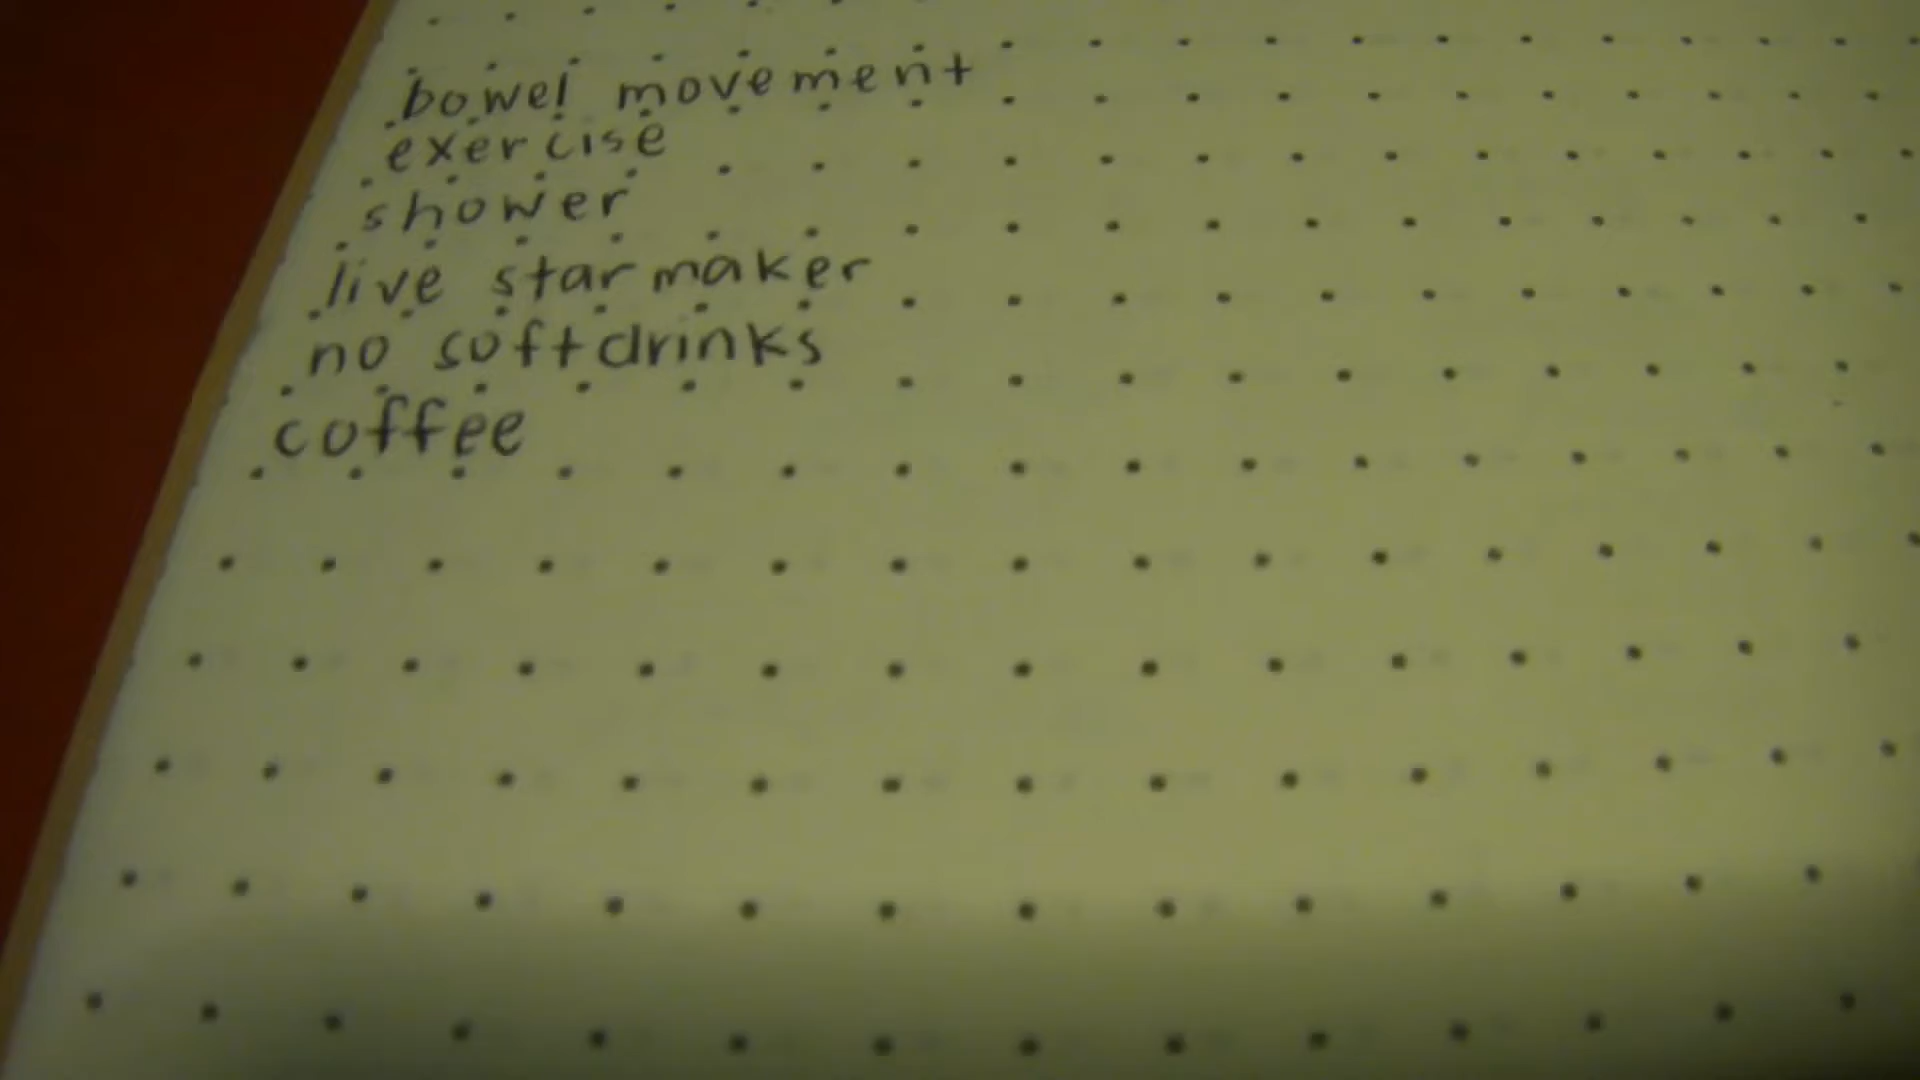 bowel movement
exercise
shower
live starmaker
no softdrinks
coffee